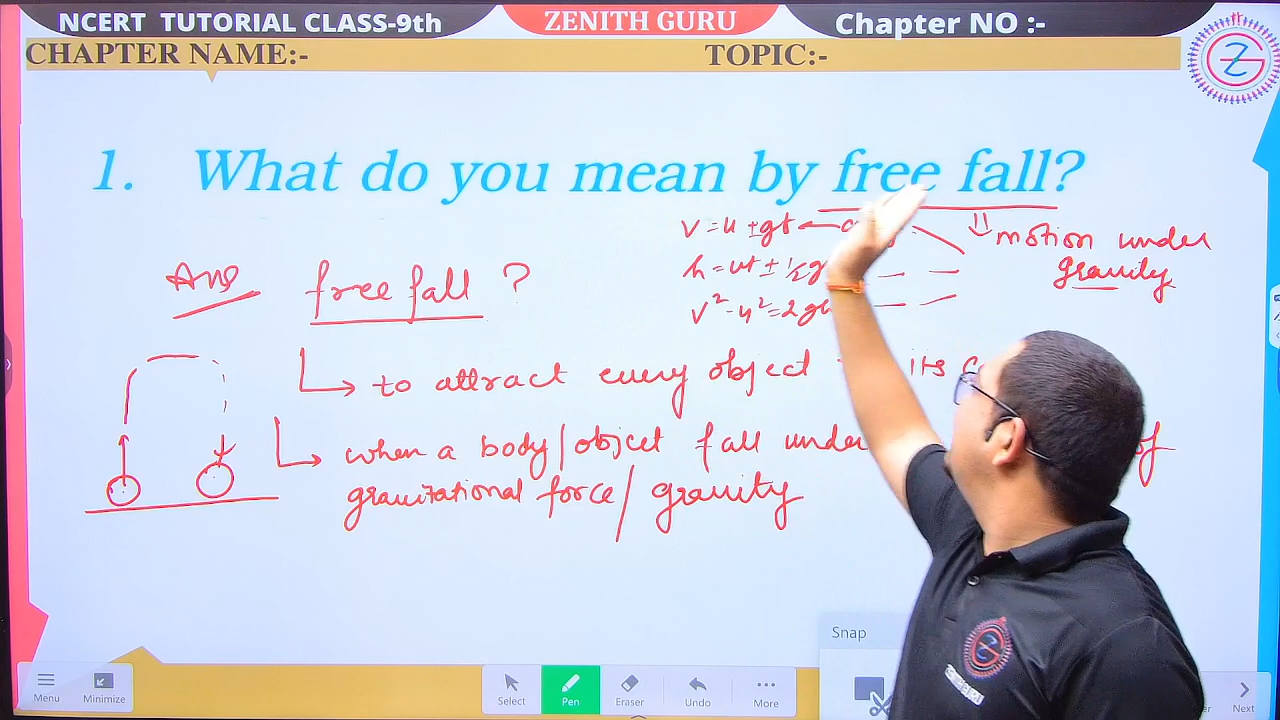 NCERT TUTORIAL CLASS-9th
ZENITH GURU
Chapter NO :-
CHAPTER NAME:-
TOPIC:-
1. What do you mean by free fall?
v = u ± gt
motion under
gravity
h = ut ± 1/2 g
v² - u² = 2g
Ans free fall ?
to attract every object its
when a body/object fall under of
gravitational force/ gravity
Snap
Menu
Minimize
Select
Pen
Eraser
Undo
More
Next